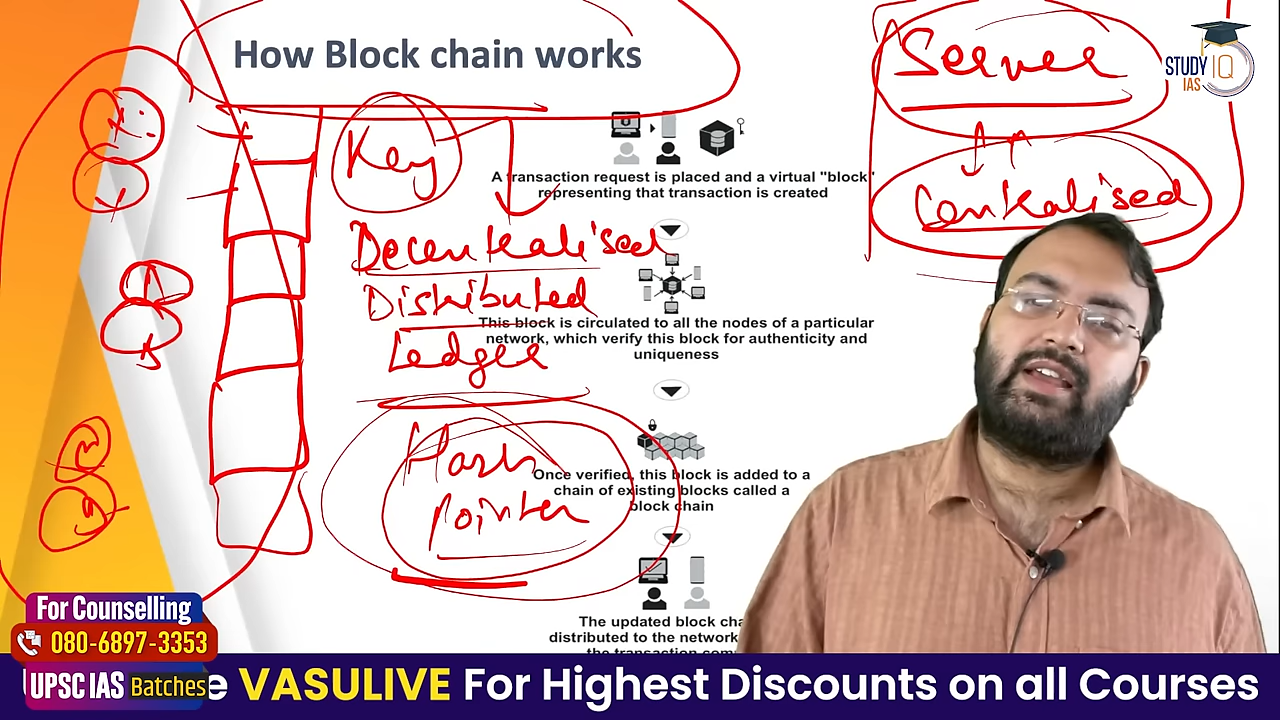 How Block chain works
Server
STUDY IQ
IAS
Key
A transaction request is placed and a virtual "block"
representing that transaction is created
Centralised
Decentralised
Distributed
This block is circulated to all the nodes of a particular
network, which verify this block for authenticity and
uniqueness
Ledger
Hash
Pointer
Once verified, this block is added to a
chain of existing blocks called a
block chain
The updated block cha
distributed to the network
the transaction com
For Counselling
080-6897-3353
UPSC IAS Batches
e VASULIVE For Highest Discounts on all Courses